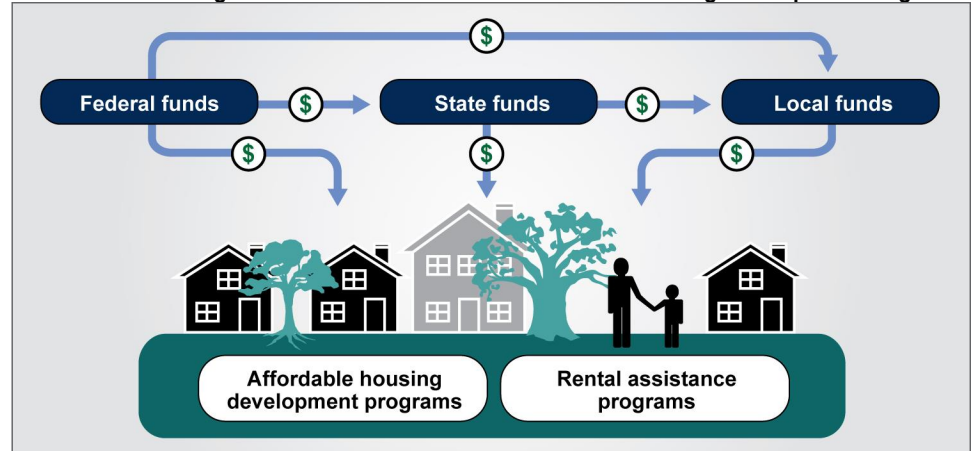 $
Federal funds
$
State funds
$
Local funds
$
$
$
Affordable housing
development programs
Rental assistance
programs